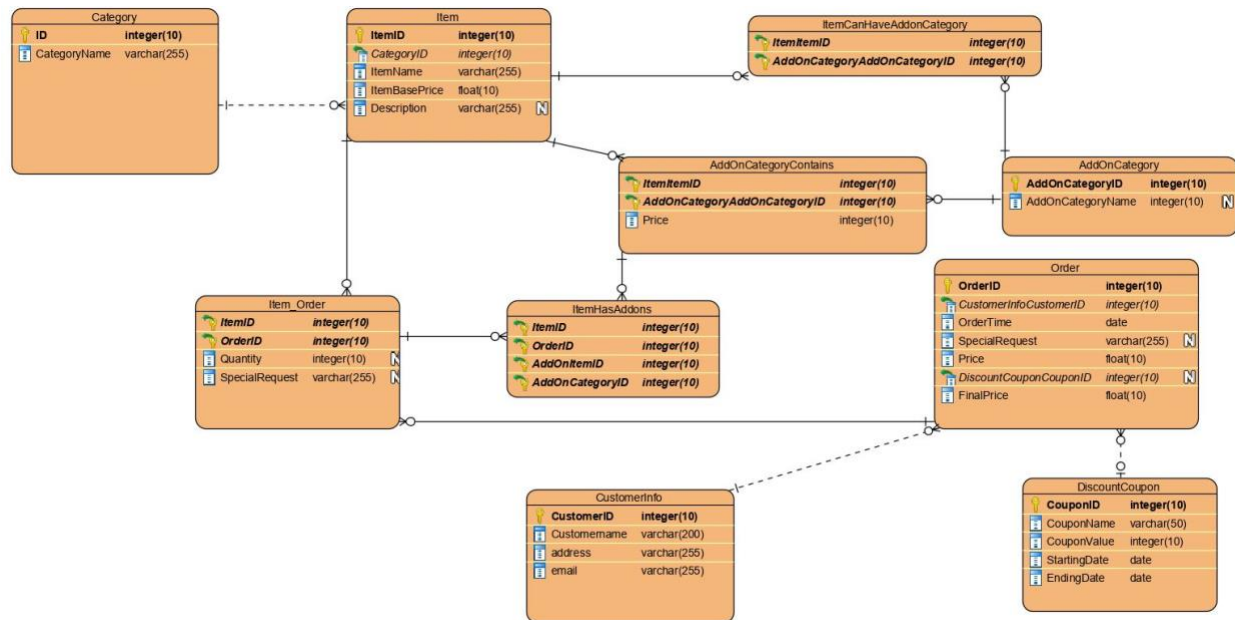 Category
ID integer(10)
CategoryName varchar(255)
Item
ItemID integer(10)
CategoryID integer(10)
ItemName varchar(255)
ItemBasePrice float(10)
Description varchar(255) N
ItemCanHaveAddonCategory
ItemItemID integer(10)
AddOnCategoryAddOnCategoryID integer(10)
AddOnCategoryContains
ItemItemID integer(10)
AddOnCategoryAddOnCategoryID integer(10)
Price integer(10)
AddOnCategory
AddOnCategoryID integer(10)
AddOnCategoryName integer(10) N
Item_Order
ItemID integer(10)
OrderID integer(10)
Quantity integer(10) N
SpecialRequest varchar(255) N
ItemHasAddons
ItemID integer(10)
OrderID integer(10)
AddOnItemID integer(10)
AddOnCategoryID integer(10)
Order
OrderID integer(10)
CustomerInfoCustomerID integer(10)
OrderTime date
SpecialRequest varchar(255) N
Price float(10)
DiscountCouponCouponID integer(10) N
FinalPrice float(10)
CustomerInfo
CustomerID integer(10)
Customername varchar(200)
address varchar(255)
email varchar(255)
DiscountCoupon
CouponID integer(10)
CouponName varchar(50)
CouponValue integer(10)
StartingDate date
EndingDate date